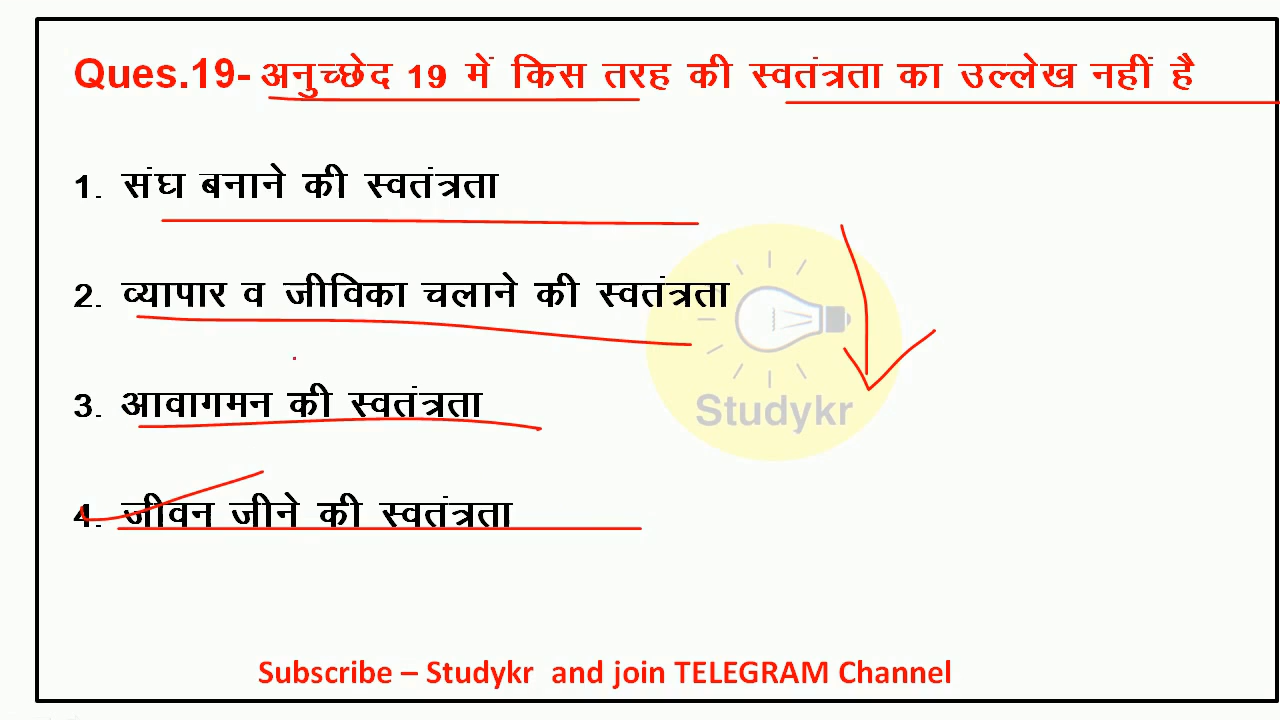 Ques.19- अनुच्छेद 19 में किस तरह की स्वतंत्रता का उल्लेख नहीं है
1. संघ बनाने की स्वतंत्रता
2. व्यापार व जीविका चलाने की स्वतंत्रता
3. आवागमन की स्वतंत्रता
4. जीवन जीने की स्वतंत्रता
Studykr
Subscribe – Studykr and join TELEGRAM Channel